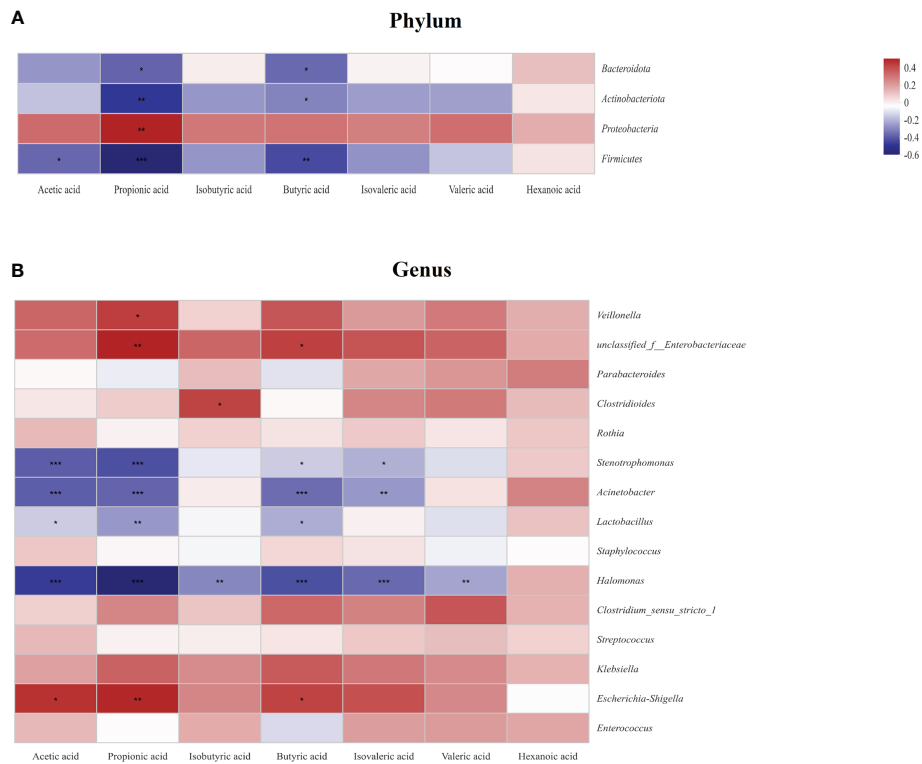 A
Phylum
* * Bacteroidota
** * Actinobacteriota
** Proteobacteria
* *** ** Firmicutes
Acetic acid Propionic acid Isobutyric acid Butyric acid Isovaleric acid Valeric acid Hexanoic acid
0.4
0.2
0
-0.2
-0.4
-0.6
B
Genus
* Veillonella
** * unclassified_f__Enterobacteriaceae
Parabacteroides
* Clostridioides
Rothia
*** *** * * Stenotrophomonas
*** *** *** ** Acinetobacter
* ** * Lactobacillus
Staphylococcus
*** *** ** *** *** ** Halomonas
Clostridium_sensu_stricto_1
Streptococcus
Klebsiella
* ** * Escherichia-Shigella
Enterococcus
Acetic acid Propionic acid Isobutyric acid Butyric acid Isovaleric acid Valeric acid Hexanoic acid